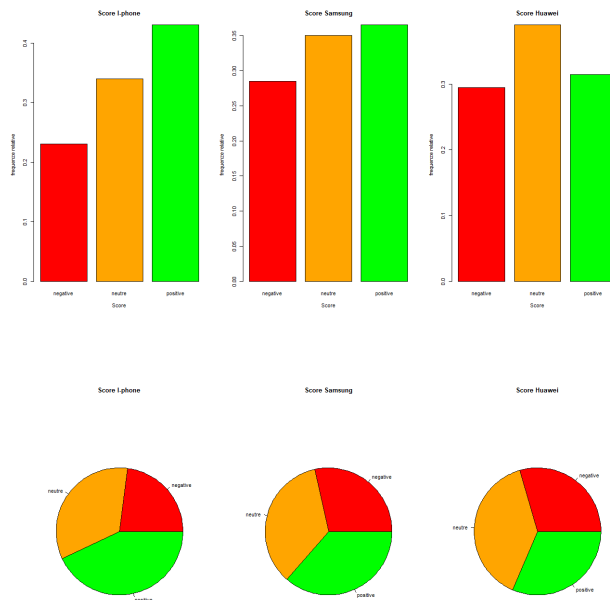 Score I-phone
Score Samsung
Score Huawei
frequence relative
0.0
0.1
0.2
0.3
0.4
negative
neutre
positive
Score
frequence relative
0.00
0.05
0.10
0.15
0.20
0.25
0.30
0.35
negative
neutre
positive
Score
frequence relative
0.0
0.1
0.2
0.3
negative
neutre
positive
Score
Score I-phone
Score Samsung
Score Huawei
negative
neutre
positive
negative
neutre
positive
negative
neutre
positive